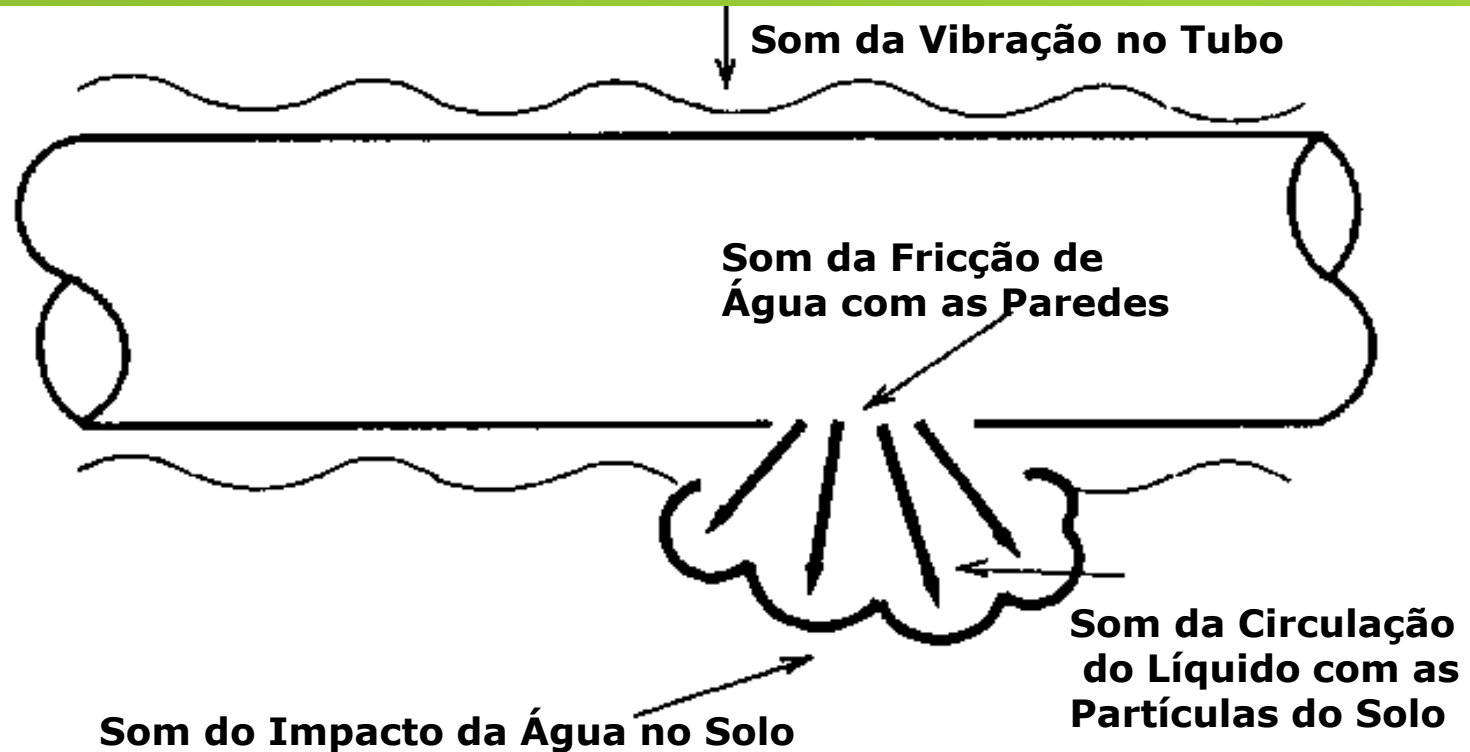 Som da Vibração no Tubo
Som da Fricção de
Água com as Paredes
Som da Circulação
do Líquido com as
Partículas do Solo
Som do Impacto da Água no Solo